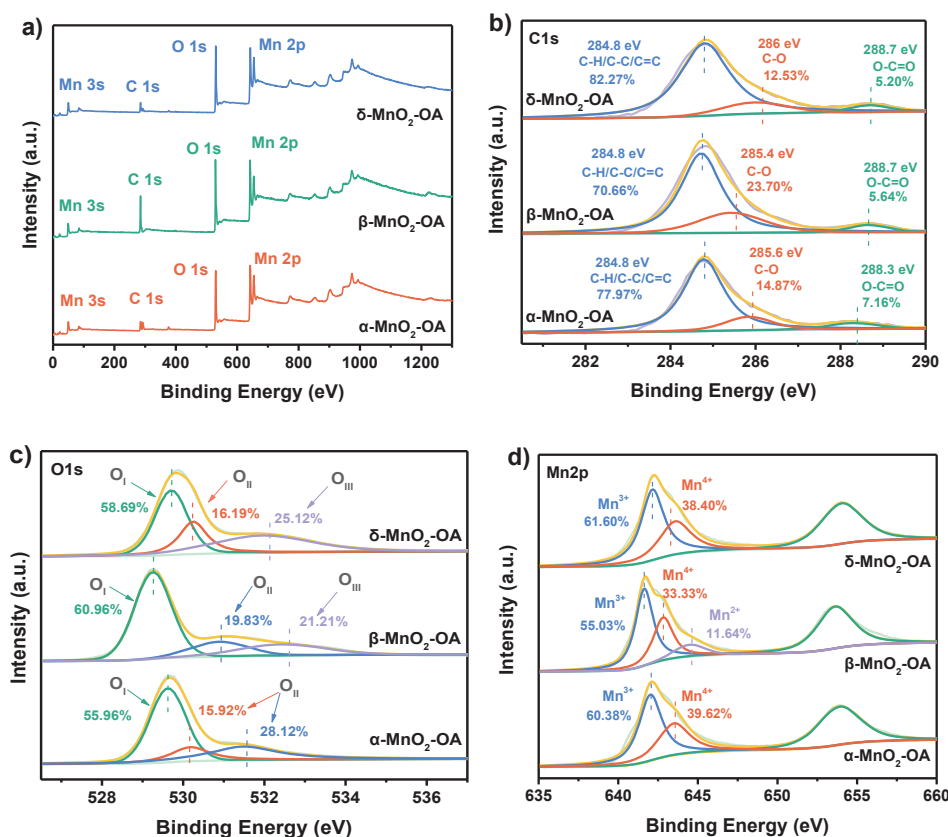 a)
O 1s
Mn 2p
Mn 3s
C 1s
δ-MnO2-OA
O 1s
Mn 2p
C 1s
Mn 3s
β-MnO2-OA
O 1s
Mn 2p
Mn 3s
C 1s
α-MnO2-OA
Intensity (a.u.)
0 200 400 600 800 1000 1200
Binding Energy (eV)
b)
C1s
284.8 eV
C-H/C-C/C=C
82.27%
286 eV
C-O
12.53%
288.7 eV
O-C=O
5.20%
δ-MnO2-OA
284.8 eV
C-H/C-C/C=C
70.66%
285.4 eV
C-O
23.70%
288.7 eV
O-C=O
5.64%
β-MnO2-OA
284.8 eV
C-H/C-C/C=C
77.97%
285.6 eV
C-O
14.87%
288.3 eV
O-C=O
7.16%
α-MnO2-OA
Intensity (a.u.)
282 284 286 288 290
Binding Energy (eV)
c)
O1s
OI
58.69%
OII
16.19%
OIII
25.12%
δ-MnO2-OA
OI
60.96%
OII
19.83%
OIII
21.21%
β-MnO2-OA
OI
55.96%
OII
15.92%
28.12%
α-MnO2-OA
Intensity (a.u.)
528 530 532 534 536
Binding Energy (eV)
d)
Mn2p
Mn3+
61.60%
Mn4+
38.40%
δ-MnO2-OA
Mn3+
55.03%
Mn4+
33.33%
Mn2+
11.64%
β-MnO2-OA
Mn3+
60.38%
Mn4+
39.62%
α-MnO2-OA
Intensity (a.u.)
635 640 645 650 655 660
Binding Energy (eV)